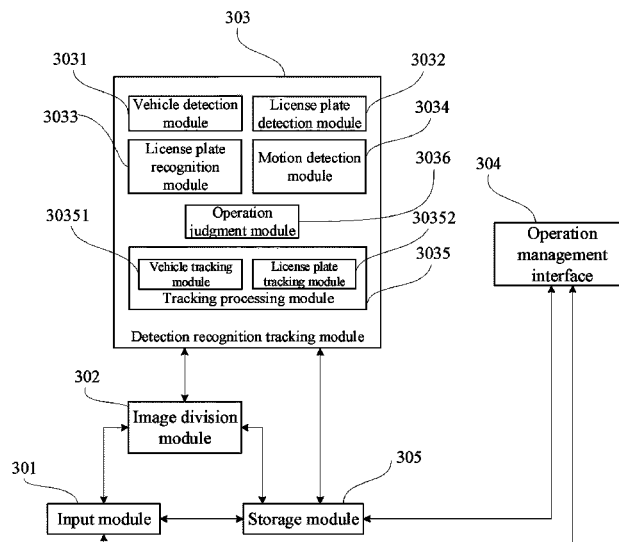 303
3031
3032
Vehicle detection
module
License plate
detection module
3033
3034
License plate
recognition
module
Motion detection
module
3036
304
Operation
judgment module
30351
30352
Operation
management
interface
3035
Vehicle tracking
module
License plate
tracking module
Tracking processing module
Detection recognition tracking module
302
Image division
module
301
305
Input module
Storage module